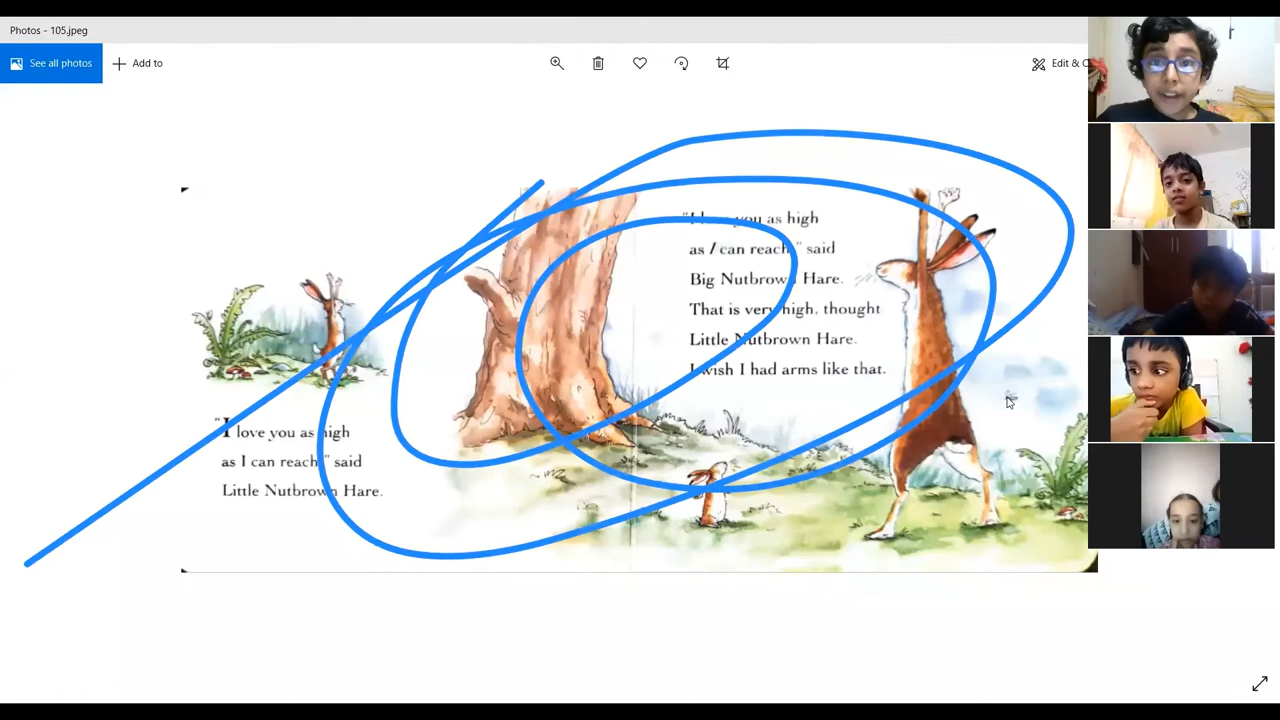 Photos - 105.jpeg
See all photos
Add to
Edit & C
"I love you as high
as I can reach," said
Little Nutbrown Hare.
"I love you as high
as I can reach," said
Big Nutbrown Hare.
That is very high, thought
Little Nutbrown Hare.
I wish I had arms like that.